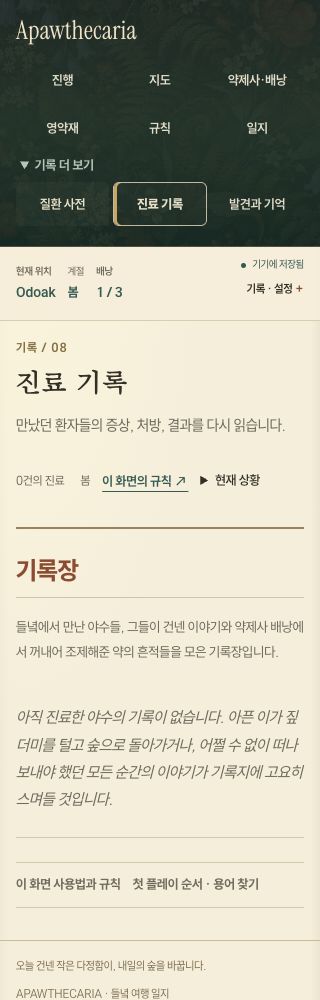 Apawthecaria
진행 지도 약제사·배낭
영약재 규칙 일지
▼ 기록 더 보기
질환 사전 진료 기록 발견과 기억
현재 위치 계절 배낭 ● 기기에 저장됨
Odoak 봄 1 / 3 기록 · 설정 +
기록 / 08
진료 기록
만났던 환자들의 증상, 처방, 결과를 다시 읽습니다.
0건의 진료 봄 이 화면의 규칙 ↗ ▶ 현재 상황
기록장
들녘에서 만난 야수들, 그들이 건넨 이야기와 약제사 배낭에
서 꺼내어 조제해준 약의 흔적들을 모은 기록장입니다.
아직 진료한 야수의 기록이 없습니다. 아픈 이가 짚
더미를 털고 숲으로 돌아가거나, 어쩔 수 없이 떠나
보내야 했던 모든 순간의 이야기가 기록지에 고요히
스며들 것입니다.
이 화면 사용법과 규칙 첫 플레이 순서 · 용어 찾기
오늘 건넨 작은 다정함이, 내일의 숲을 바꿉니다.
APAWTHECARIA · 들녘 여행 일지